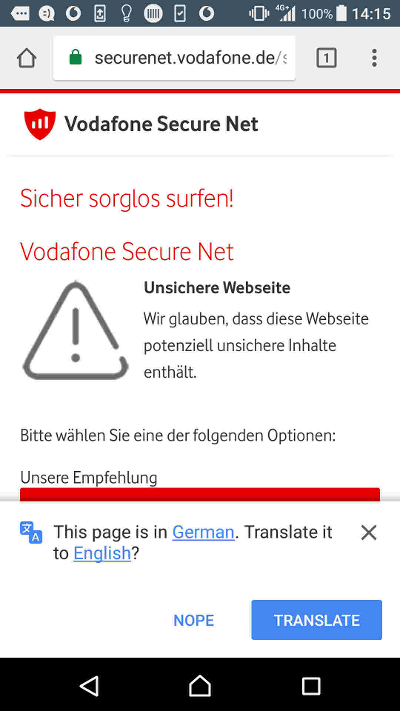 4G 100% 14:15
securenet.vodafone.de/s 1
Vodafone Secure Net
Sicher sorglos surfen!
Vodafone Secure Net
Unsichere Webseite
Wir glauben, dass diese Webseite
potenziell unsichere Inhalte
enthält.
Bitte wählen Sie eine der folgenden Optionen:
Unsere Empfehlung
This page is in German. Translate it
to English?
NOPE TRANSLATE